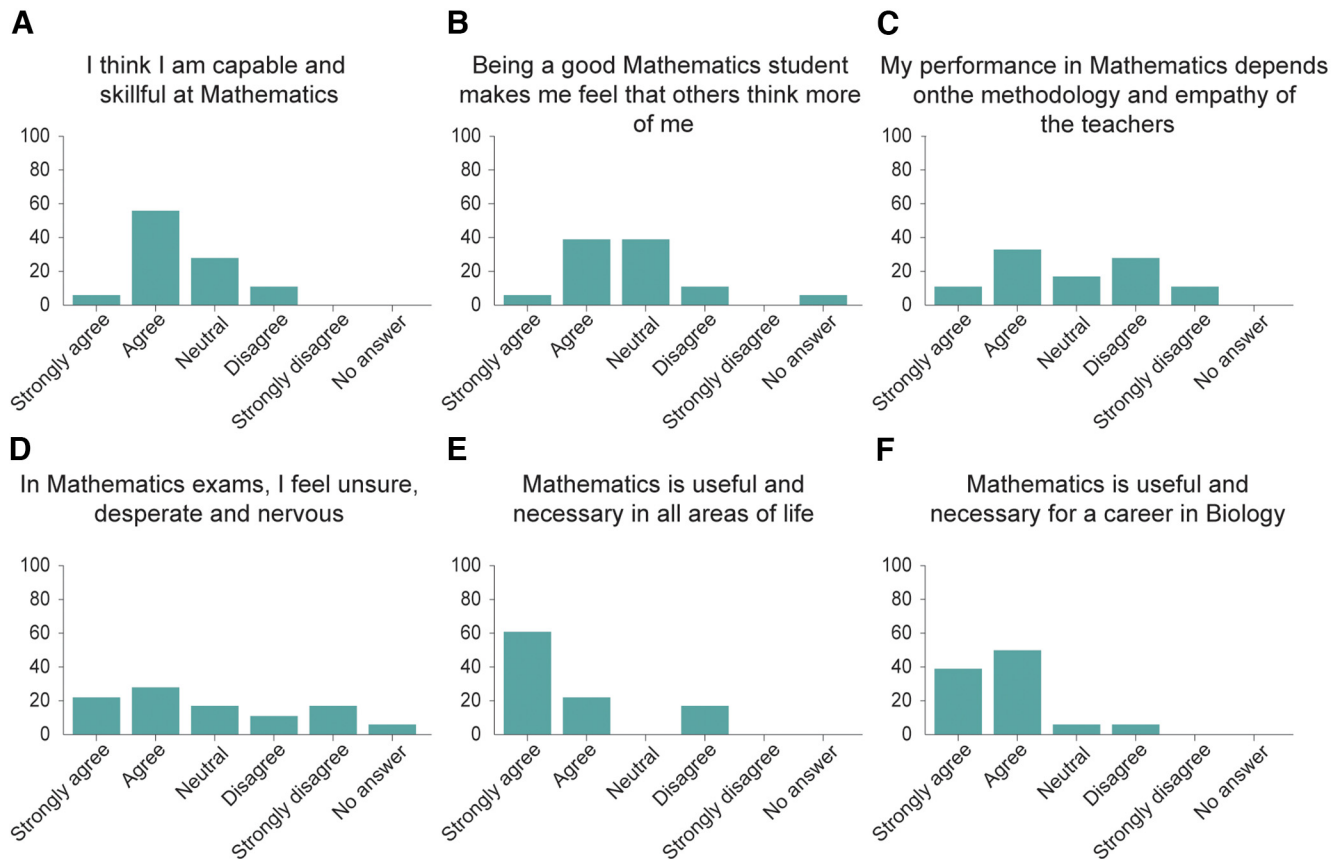 A
I think I am capable and
skillful at Mathematics
100
80
60
40
20
0
Strongly agree
Agree
Neutral
Disagree
Strongly disagree
No answer
B
Being a good Mathematics student
makes me feel that others think more
of me
100
80
60
40
20
0
Strongly agree
Agree
Neutral
Disagree
Strongly disagree
No answer
C
My performance in Mathematics depends
onthe methodology and empathy of
the teachers
100
80
60
40
20
0
Strongly agree
Agree
Neutral
Disagree
Strongly disagree
No answer
D
In Mathematics exams, I feel unsure,
desperate and nervous
100
80
60
40
20
0
Strongly agree
Agree
Neutral
Disagree
Strongly disagree
No answer
E
Mathematics is useful and
necessary in all areas of life
100
80
60
40
20
0
Strongly agree
Agree
Neutral
Disagree
Strongly disagree
No answer
F
Mathematics is useful and
necessary for a career in Biology
100
80
60
40
20
0
Strongly agree
Agree
Neutral
Disagree
Strongly disagree
No answer